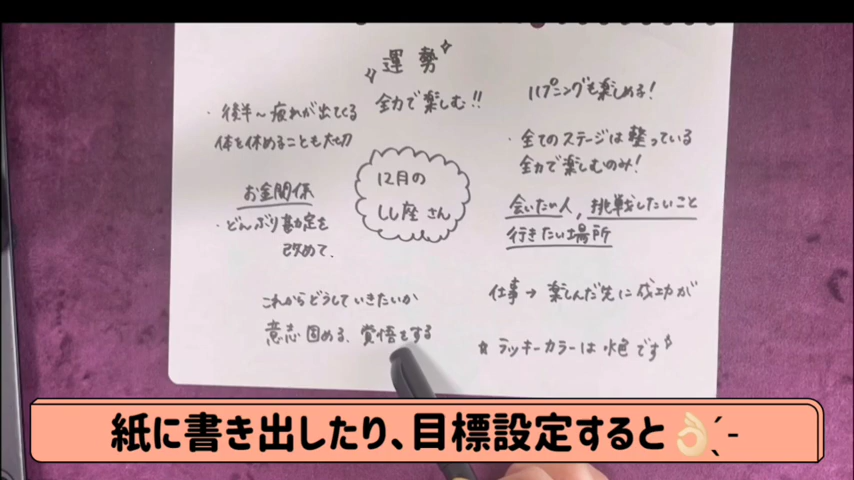 運勢
全力で楽しむ!!
・後半〜疲れが出てくる
体を休めることも大切
お金関係
・どんぶり勘定を
改めて.
12月の
しし座さん
これからどうしていきたいか
意志固める、覚悟をする
ハプニングも楽しめる!
・全てのステージは整っている
全力で楽しむのみ!
会いたい人,挑戦したいこと
行きたい場所
仕事→楽しんだ先に成功が
☆ラッキーカラーは水色です
紙に書き出したり、目標設定すると👌🏻 ̖́-